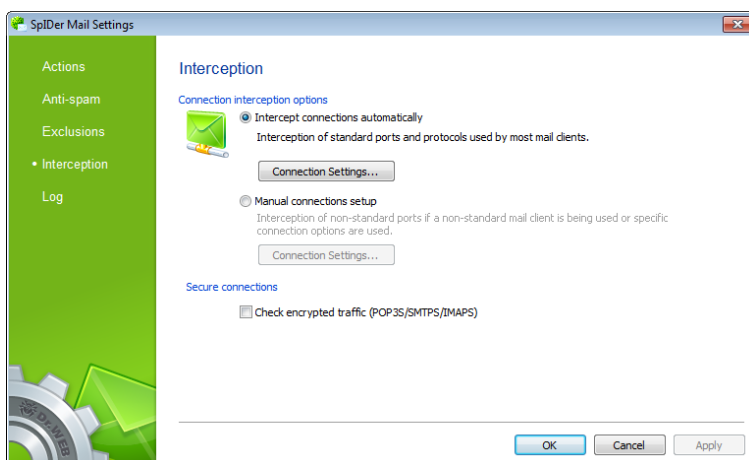 SpIDer Mail Settings
Actions
Anti-spam
Exclusions
Interception
Log
Interception
Connection interception options
Intercept connections automatically
Interception of standard ports and protocols used by most mail clients.
Connection Settings...
Manual connections setup
Interception of non-standard ports if a non-standard mail client is being used or specific
connection options are used.
Connection Settings...
Secure connections
Check encrypted traffic (POP3S/SMTPS/IMAPS)
Dr.WEB
OK
Cancel
Apply